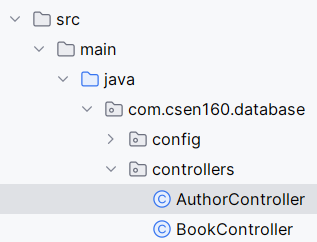 src
main
java
com.csen160.database
config
controllers
AuthorController
BookController